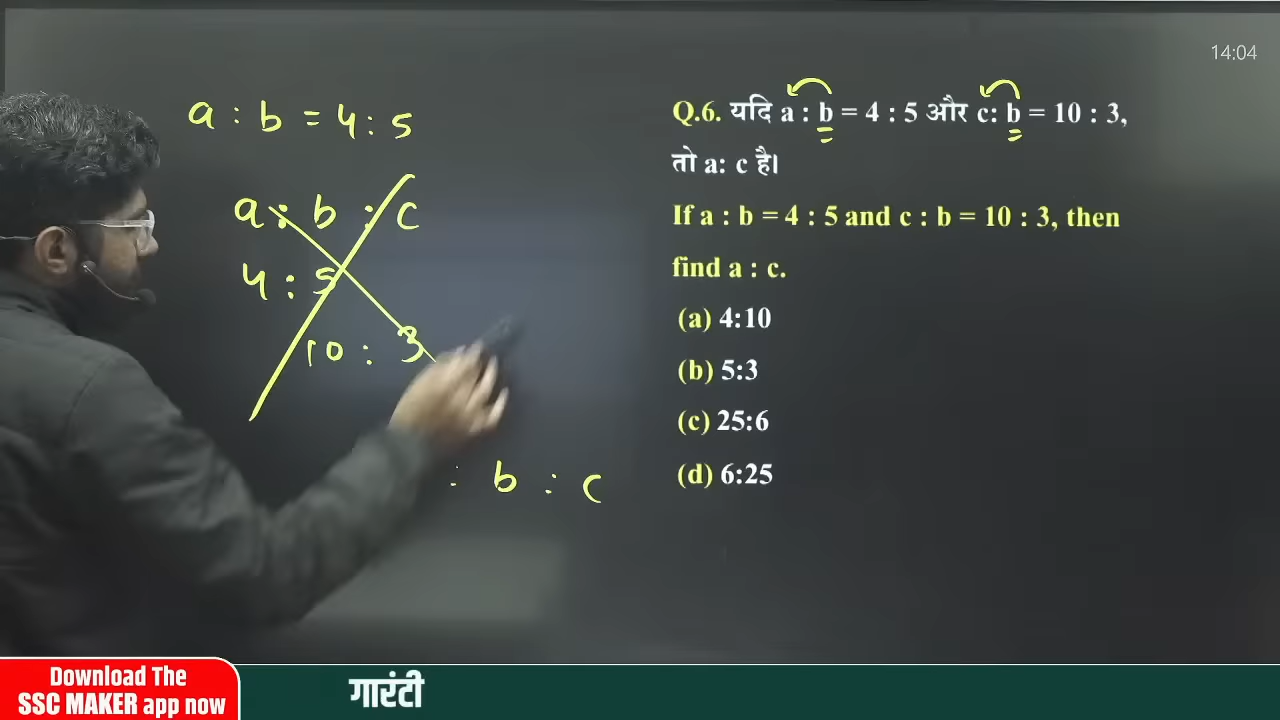 14:04
a : b = 4 : 5
a : b : c
4 : 5
10 : 3
: b : c
Q.6. यदि a : b = 4 : 5 और c: b = 10 : 3,
तो a: c है।
If a : b = 4 : 5 and c : b = 10 : 3, then
find a : c.
(a) 4:10
(b) 5:3
(c) 25:6
(d) 6:25
Download The
SSC MAKER app now
गारंटी